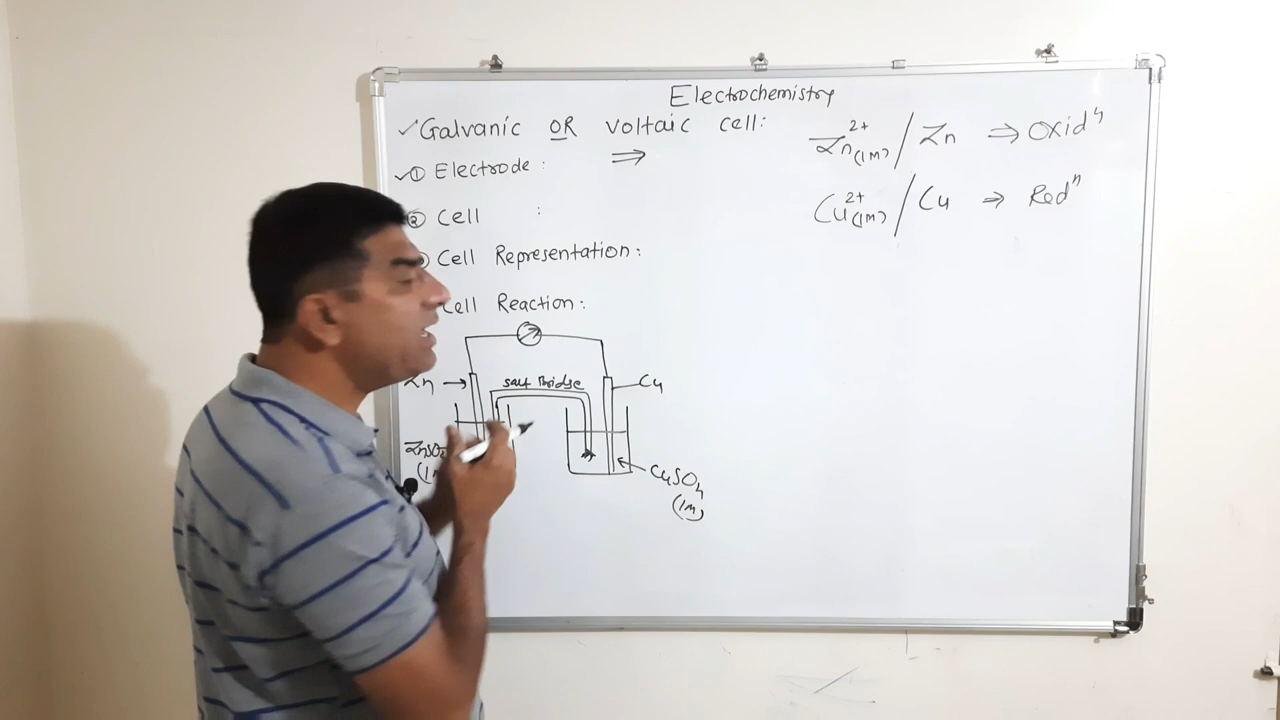 Electrochemistry
✓Galvanic OR voltaic cell:
✓① Electrode :
⇒
② Cell :
Cell Representation:
Cell Reaction:
Zn²⁺(1M) / Zn ⇒ Oxidⁿ
Cu²⁺(1M) / Cu ⇒ Redⁿ
Zn →
salt Bridge
Cu
CuSO₄
(1M)